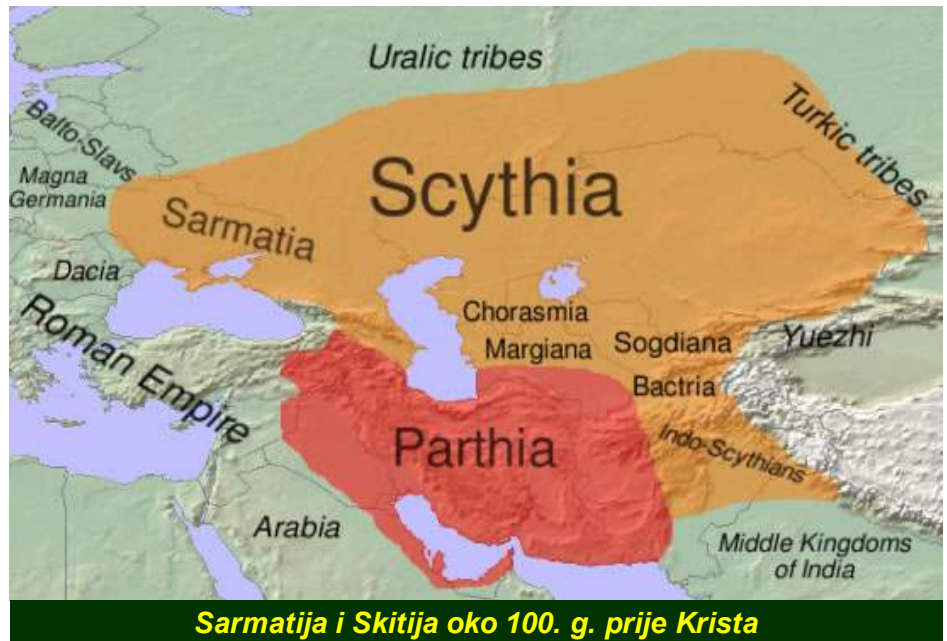 Uralic tribes
Turkic tribes
Balto-Slavs
Magna
Germania
Scythia
Sarmatia
Dacia
Roman Empire
Chorasmia
Margiana
Sogdiana
Yuezhi
Bactria
Parthia
Indo-Scythians
Arabia
Middle Kingdoms
of India
Sarmatija i Skitija oko 100. g. prije Krista